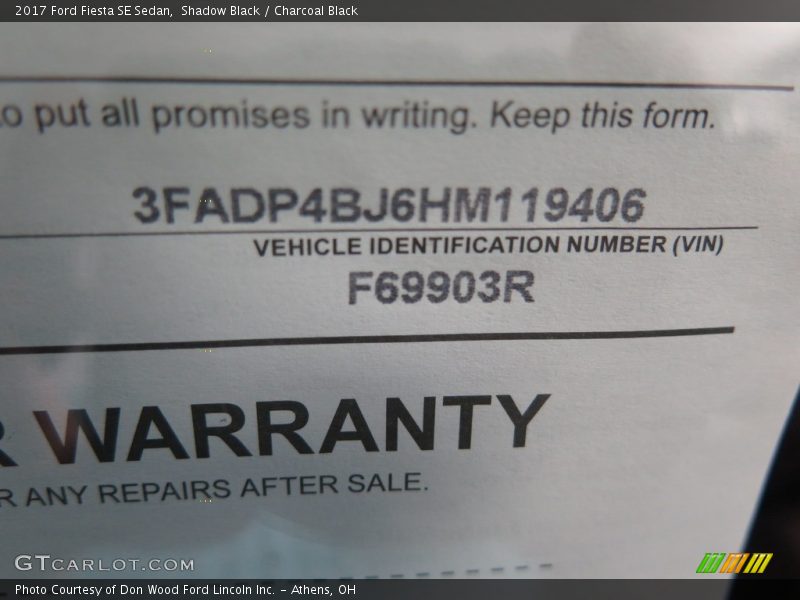 2017 Ford Fiesta SE Sedan,  Shadow Black / Charcoal Black
to put all promises in writing. Keep this form.
3FADP4BJ6HM119406
VEHICLE IDENTIFICATION NUMBER (VIN)
F69903R
R WARRANTY
R ANY REPAIRS AFTER SALE.
GTCARLOT.COM
Photo Courtesy of Don Wood Ford Lincoln Inc. - Athens, OH